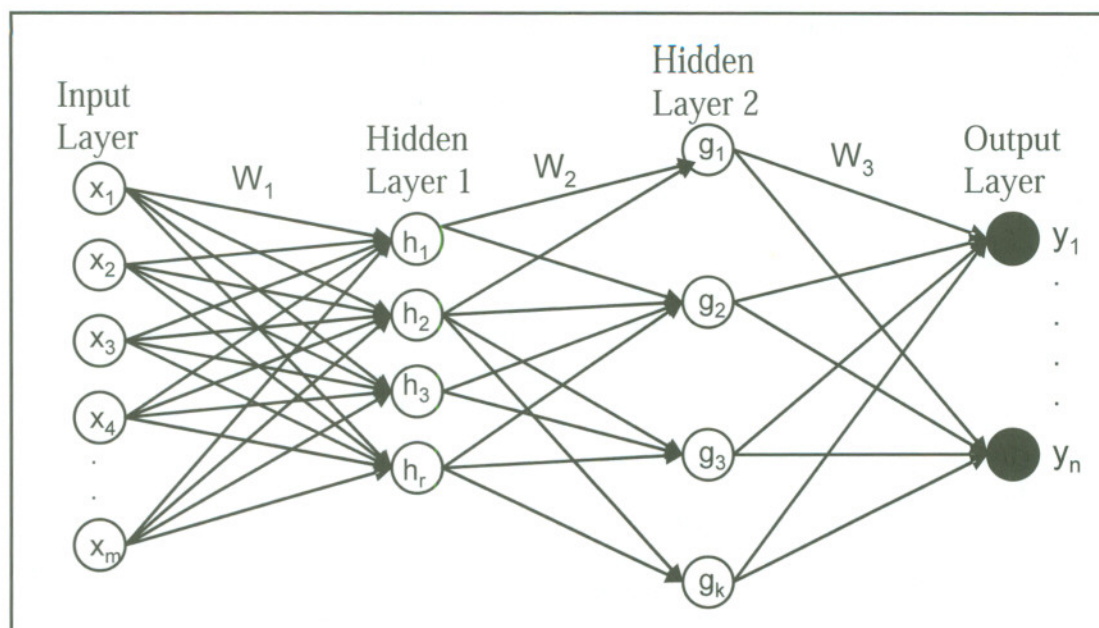 Input
Layer
x1
x2
x3
x4
.
.
xm
W1
Hidden
Layer 1
h1
h2
h3
hr
W2
Hidden
Layer 2
g1
g2
g3
gk
W3
Output
Layer
y1
.
.
.
.
yn